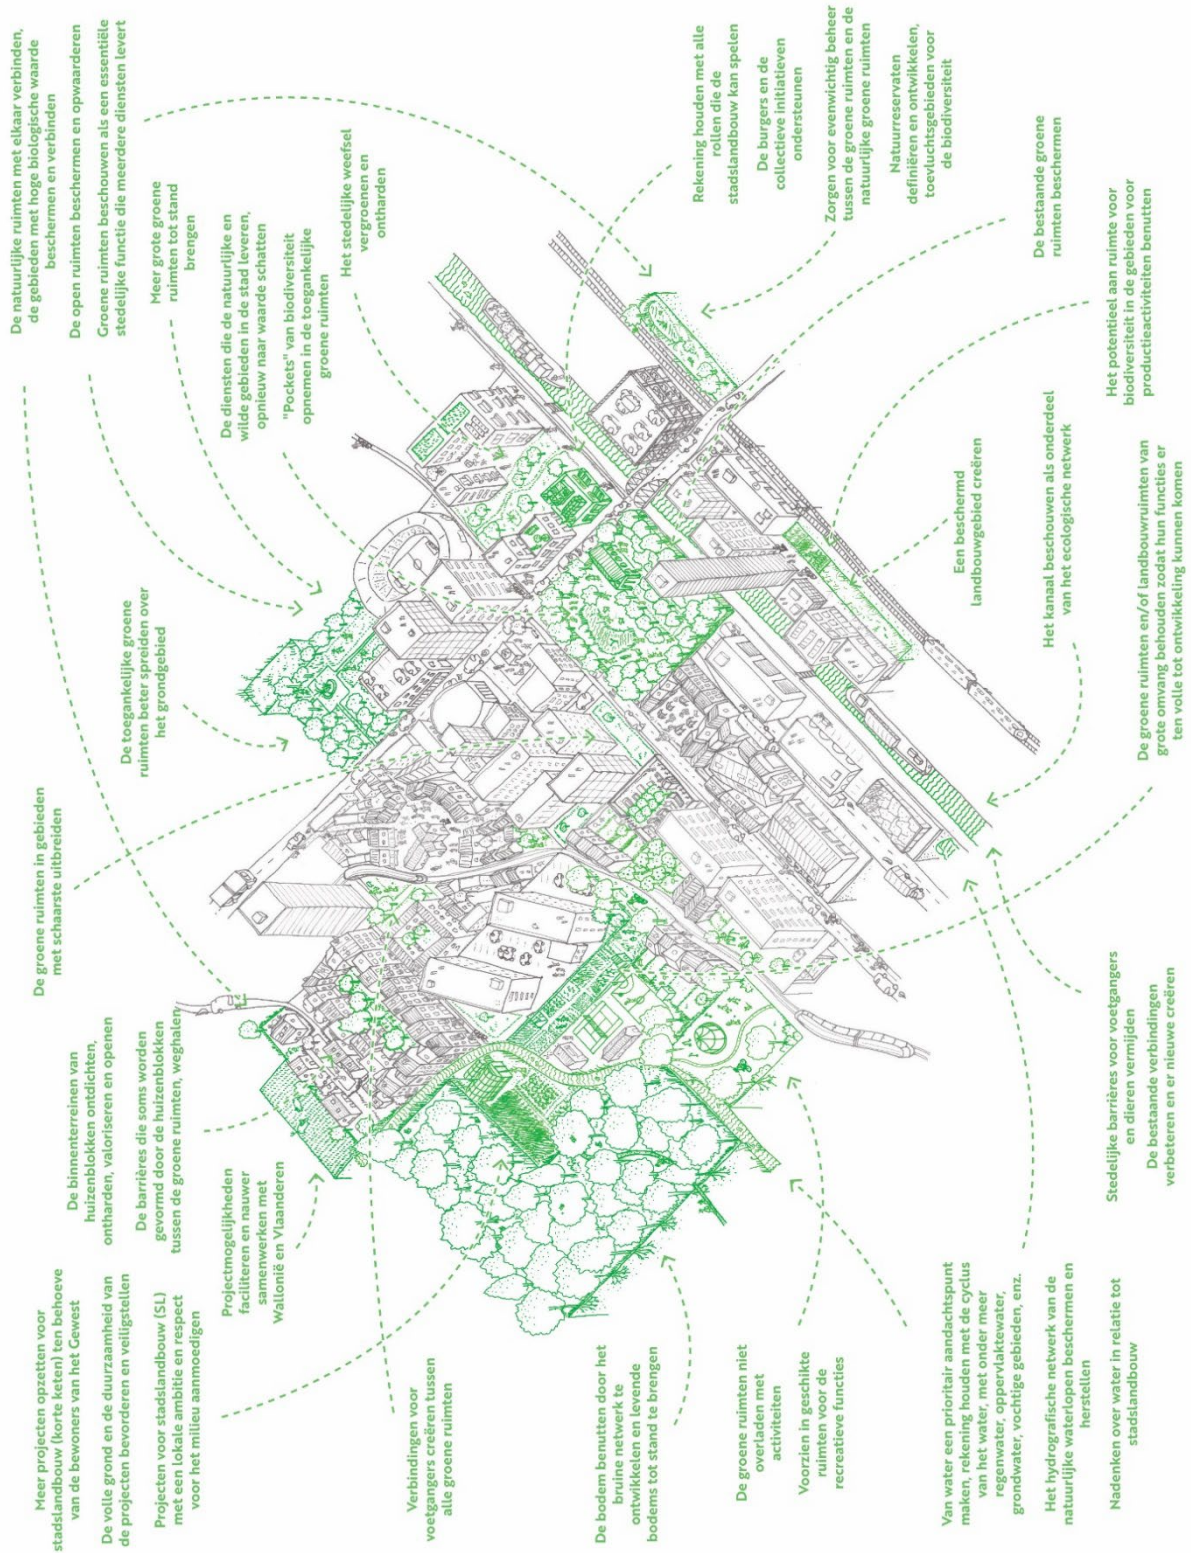 Meer projecten opzetten voor
stadslandbouw (korte keten) ten behoeve
van de bewoners van het Gewest
De volle grond en de duurzaamheid van
de projecten bevorderen en veiligstellen
Projecten voor stadslandbouw (SL)
met een lokale ambitie en respect
voor het milieu aanmoedigen
De binnenterreinen van
huizenblokken ontdichten,
ontharden, valoriseren en openen
De barrières die soms worden
gevormd door de huizenblokken
tussen de groene ruimten, weghalen
Projectmogelijkheden
faciliteren en nauwer
samenwerken met
Wallonië en Vlaanderen
De groene ruimten in gebieden
met schaarste uitbreiden
De toegankelijke groene
ruimten beter spreiden over
het grondgebied
De natuurlijke ruimten met elkaar verbinden,
de gebieden met hoge biologische waarde
beschermen en verbinden
De open ruimten beschermen en opwaarderen
Groene ruimten beschouwen als een essentiële
stedelijke functie die meerdere diensten levert
Meer grote groene
ruimten tot stand
brengen
De diensten die de natuurlijke en
wilde gebieden in de stad leveren,
opnieuw naar waarde schatten
"Pockets" van biodiversiteit
opnemen in de toegankelijke
groene ruimten
Het stedelijke weefsel
vergroenen en
ontharden
Verbindingen voor
voetgangers creëren tussen
alle groene ruimten
De bodem benutten door het
bruine netwerk te
ontwikkelen en levende
bodems tot stand te brengen
De groene ruimten niet
overladen met
activiteiten
Voorzien in geschikte
ruimten voor de
recreatieve functies
Van water een prioritair aandachtspunt
maken, rekening houden met de cyclus
van het water, met onder meer
regenwater, oppervlaktewater,
grondwater, vochtige gebieden, enz.
Het hydrografische netwerk van de
natuurlijke waterlopen beschermen en
herstellen
Nadenken over water in relatie tot
stadslandbouw
Stedelijke barrières voor voetgangers
en dieren vermijden
De bestaande verbindingen
verbeteren en er nieuwe creëren
Een beschermd
landbouwgebied creëren
Het kanaal beschouwen als onderdeel
van het ecologische netwerk
De groene ruimten en/of landbouwruimten van
grote omvang behouden zodat hun functies er
ten volle tot ontwikkeling kunnen komen
Rekening houden met alle
rollen die de
stadslandbouw kan spelen
De burgers en de
collectieve initiatieven
ondersteunen
Zorgen voor evenwichtig beheer
tussen de groene ruimten en de
natuurlijke groene ruimten
Natuurreservaten
definiëren en ontwikkelen,
toevluchtsgebieden voor
de biodiversiteit
De bestaande groene
ruimten beschermen
Het potentieel aan ruimte voor
biodiversiteit in de gebieden voor
productieactiviteiten benutten